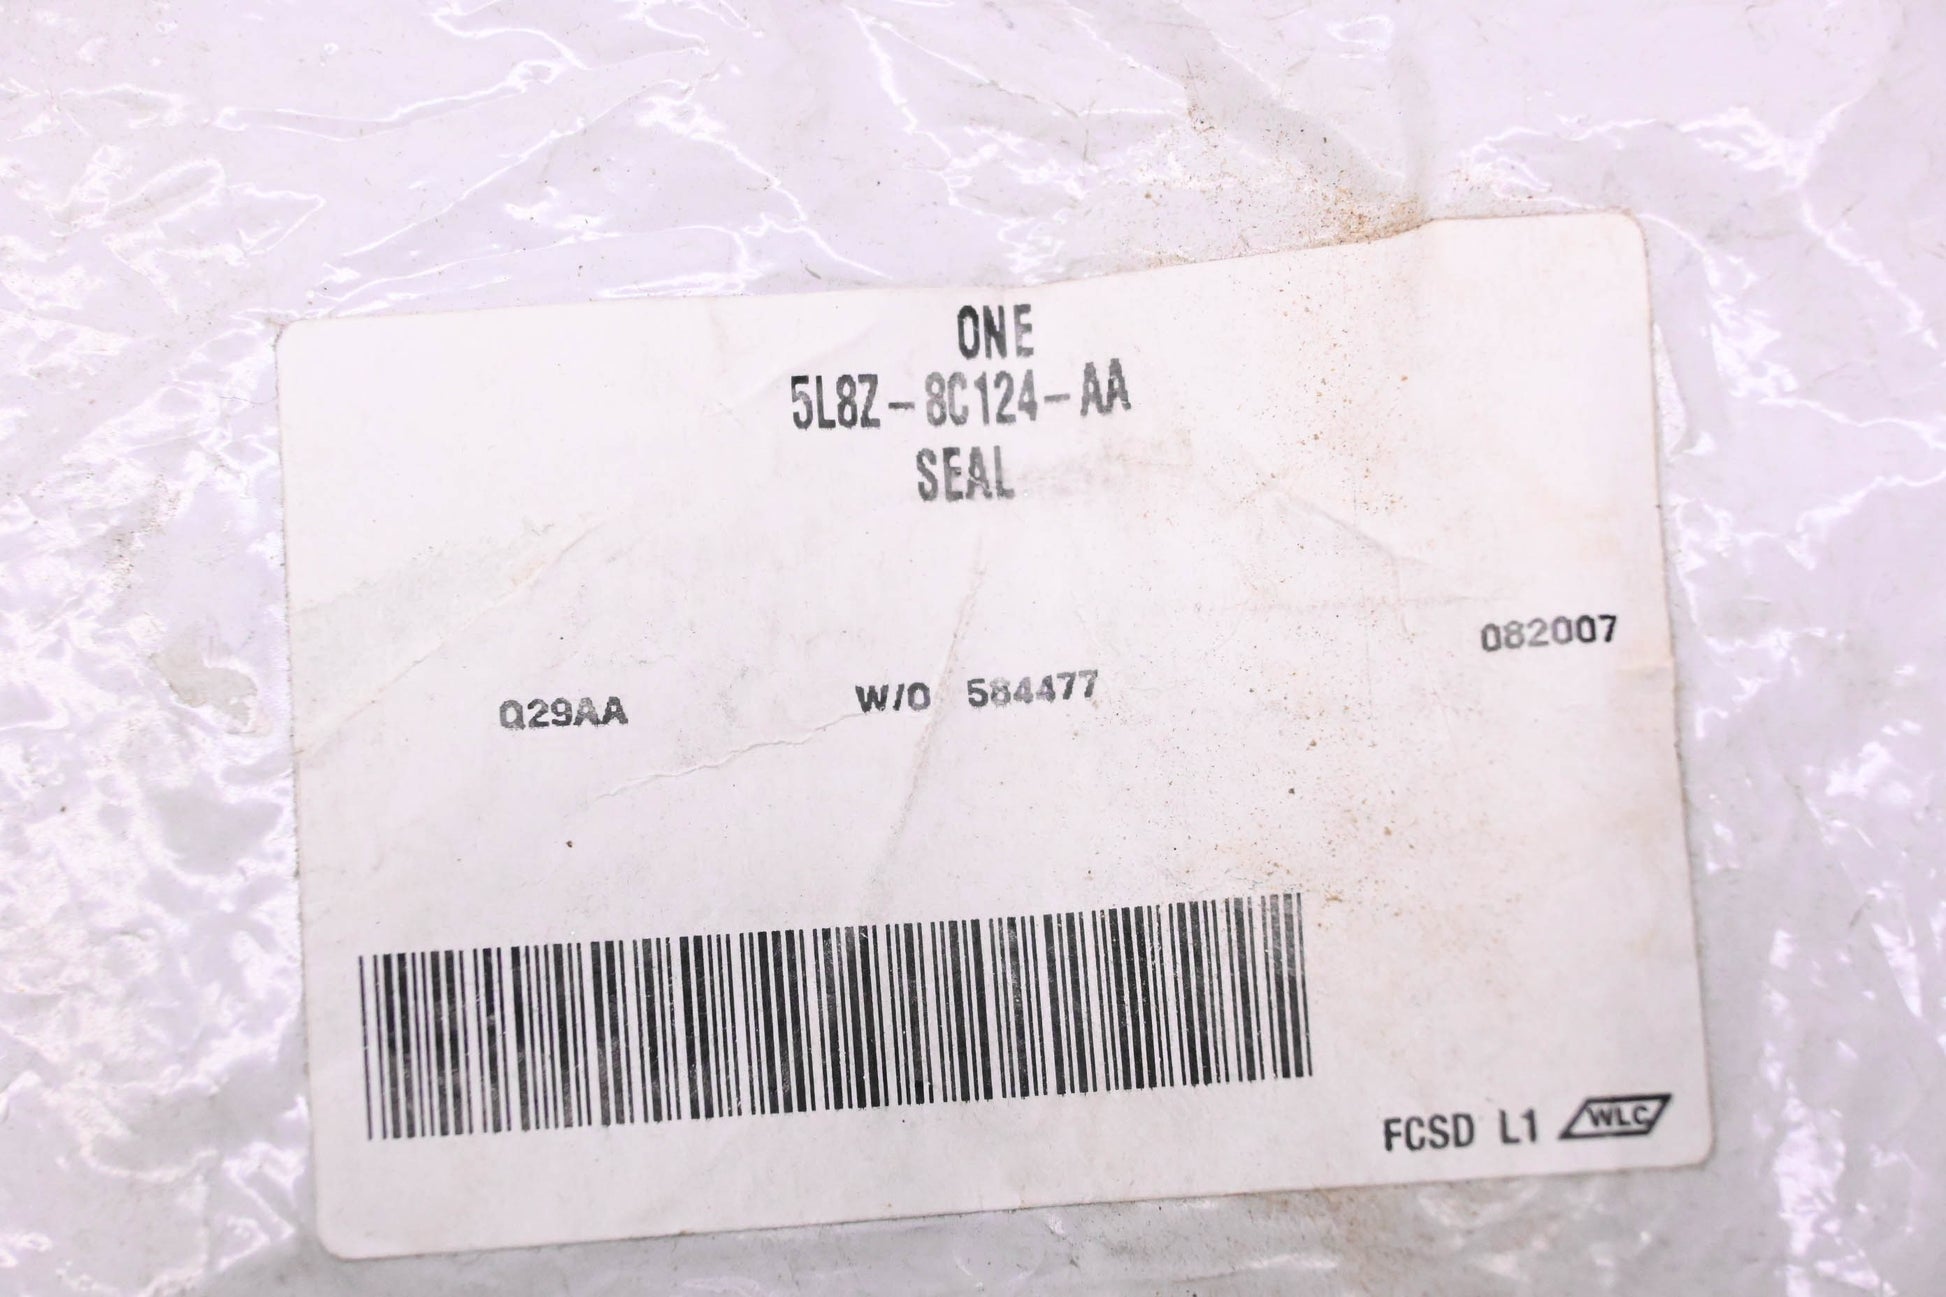 ONE
5L8Z-8C124-AA
SEAL
082007
Q29AA W/O 584477
FCSD L1 WLC